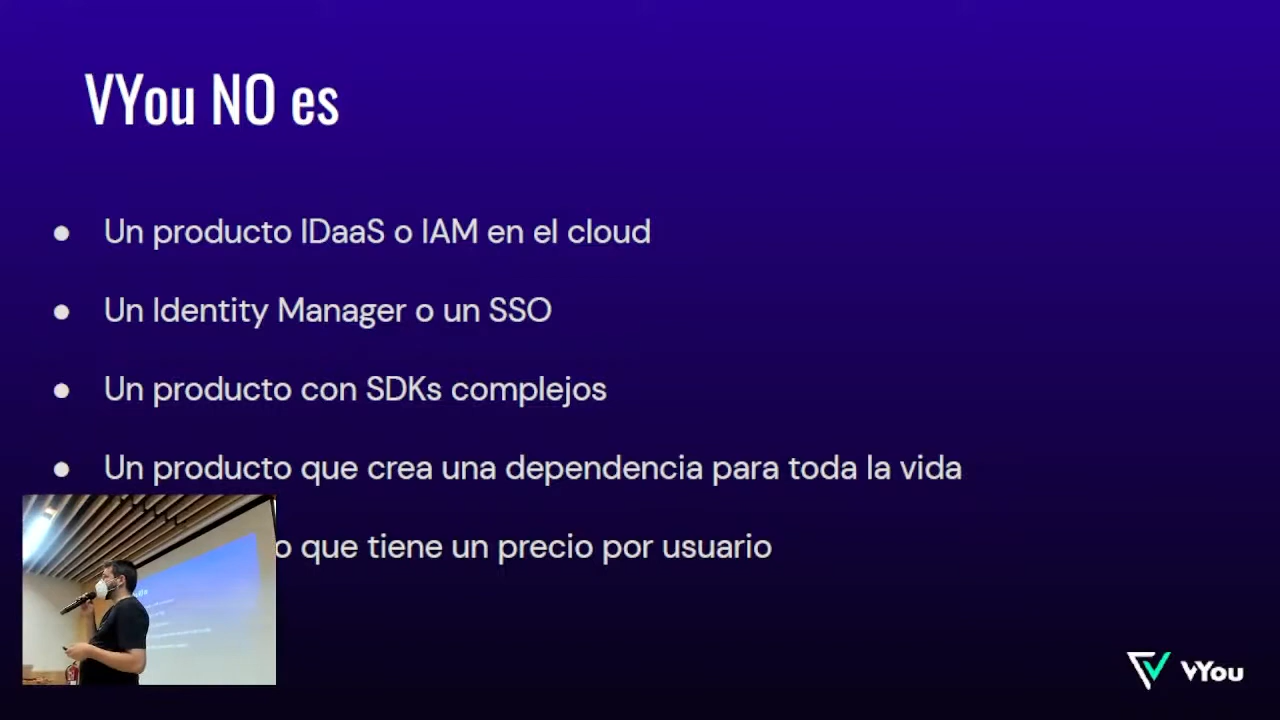 VYou NO es
● Un producto IDaaS o IAM en el cloud
● Un Identity Manager o un SSO
● Un producto con SDKs complejos
● Un producto que crea una dependencia para toda la vida
que tiene un precio por usuario
VYou